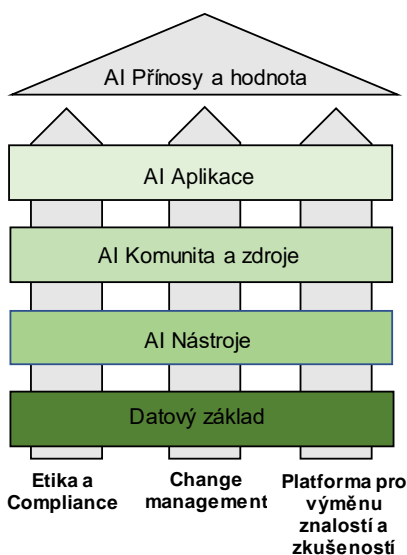 AI Přínosy a hodnota
AI Aplikace
AI Komunita a zdroje
AI Nástroje
Datový základ
Etika a
Compliance
Change
management
Platforma pro
výměnu
znalostí a
zkušeností